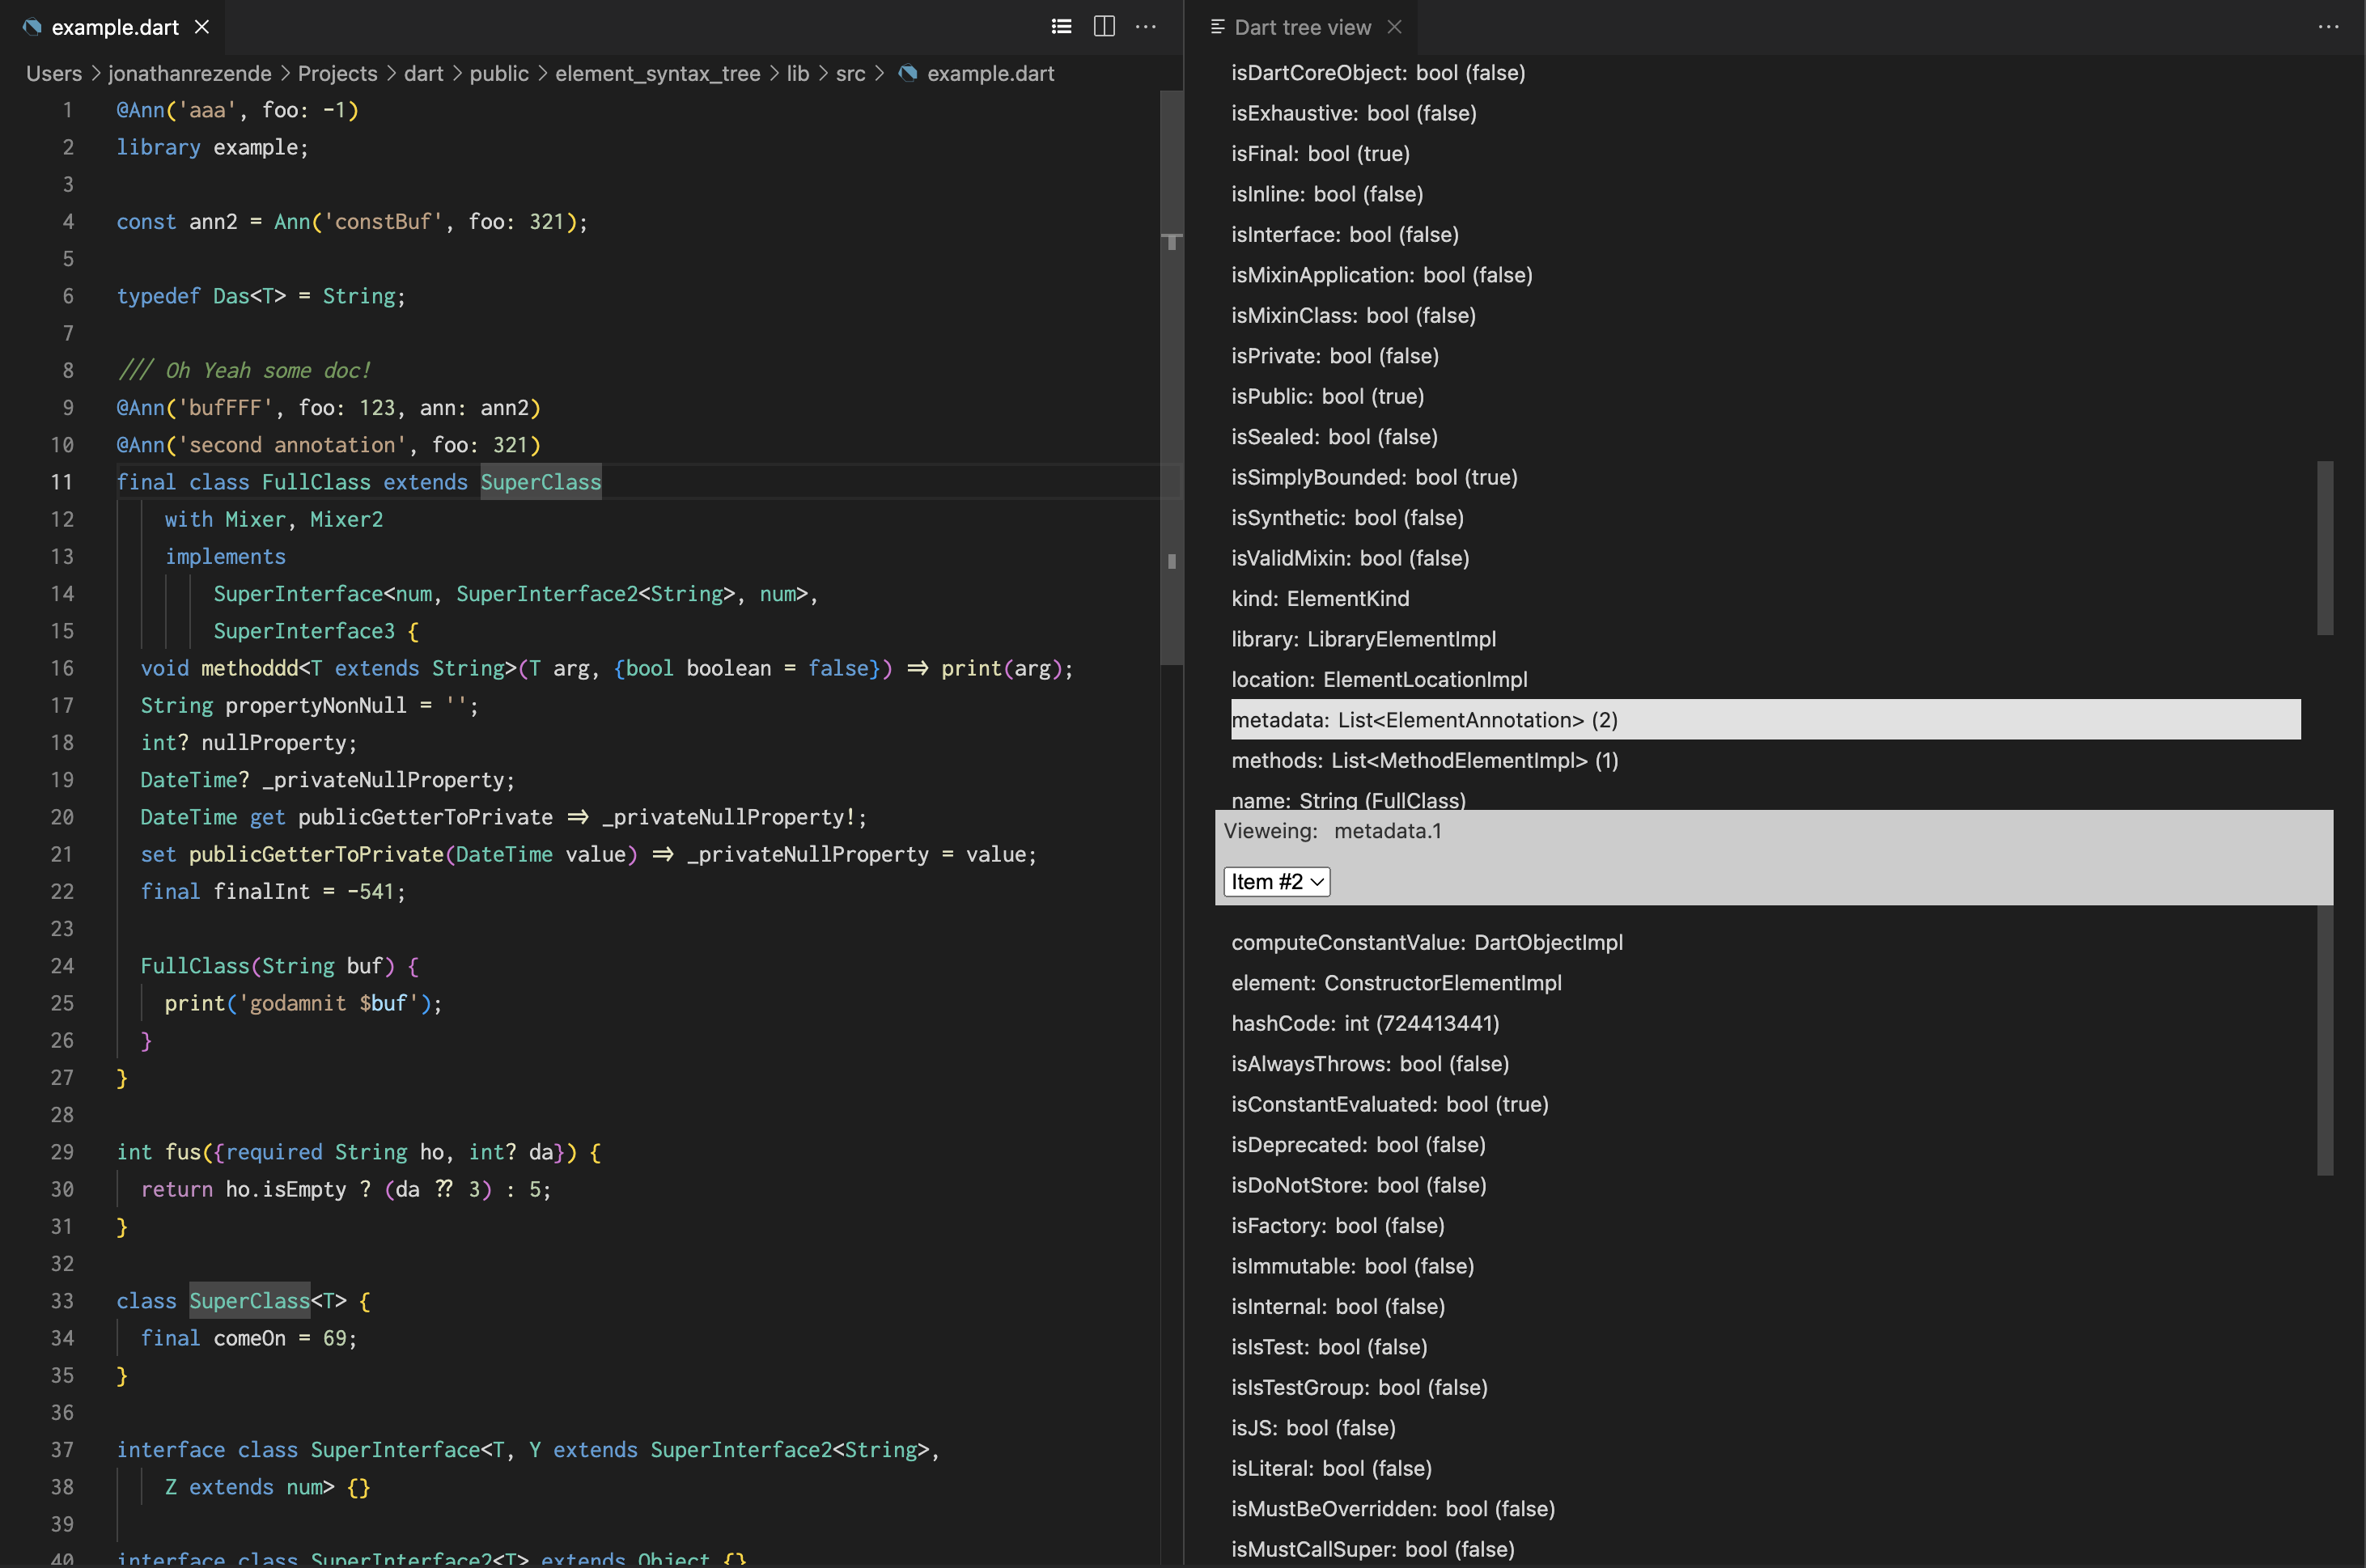 example.dart
Users > jonathanrezende > Projects > dart > public > element_syntax_tree > lib > src > example.dart
1 @Ann('aaa', foo: -1)
2 library example;
3
4 const ann2 = Ann('constBuf', foo: 321);
5
6 typedef Das<T> = String;
7
8 /// Oh Yeah some doc!
9 @Ann('bufFFF', foo: 123, ann: ann2)
10 @Ann('second annotation', foo: 321)
11 final class FullClass extends SuperClass
12 with Mixer, Mixer2
13 implements
14 SuperInterface<num, SuperInterface2<String>, num>,
15 SuperInterface3 {
16 void methoddd<T extends String>(T arg, {bool boolean = false}) => print(arg);
17 String propertyNonNull = '';
18 int? nullProperty;
19 DateTime? _privateNullProperty;
20 DateTime get publicGetterToPrivate => _privateNullProperty!;
21 set publicGetterToPrivate(DateTime value) => _privateNullProperty = value;
22 final finalInt = -541;
23
24 FullClass(String buf) {
25 print('godamnit $buf');
26 }
27 }
28
29 int fus({required String ho, int? da}) {
30 return ho.isEmpty ? (da ?? 3) : 5;
31 }
32
33 class SuperClass<T> {
34 final comeOn = 69;
35 }
36
37 interface class SuperInterface<T, Y extends SuperInterface2<String>,
38 Z extends num> {}
39
40 interface class SuperInterface2<T> extends Object {}
Dart tree view
isDartCoreObject: bool (false)
isExhaustive: bool (false)
isFinal: bool (true)
isInline: bool (false)
isInterface: bool (false)
isMixinApplication: bool (false)
isMixinClass: bool (false)
isPrivate: bool (false)
isPublic: bool (true)
isSealed: bool (false)
isSimplyBounded: bool (true)
isSynthetic: bool (false)
isValidMixin: bool (false)
kind: ElementKind
library: LibraryElementImpl
location: ElementLocationImpl
metadata: List<ElementAnnotation> (2)
methods: List<MethodElementImpl> (1)
name: String (FullClass)
Vieweing: metadata.1
Item #2
computeConstantValue: DartObjectImpl
element: ConstructorElementImpl
hashCode: int (724413441)
isAlwaysThrows: bool (false)
isConstantEvaluated: bool (true)
isDeprecated: bool (false)
isDoNotStore: bool (false)
isFactory: bool (false)
isImmutable: bool (false)
isInternal: bool (false)
isIsTest: bool (false)
isIsTestGroup: bool (false)
isJS: bool (false)
isLiteral: bool (false)
isMustBeOverridden: bool (false)
isMustCallSuper: bool (false)